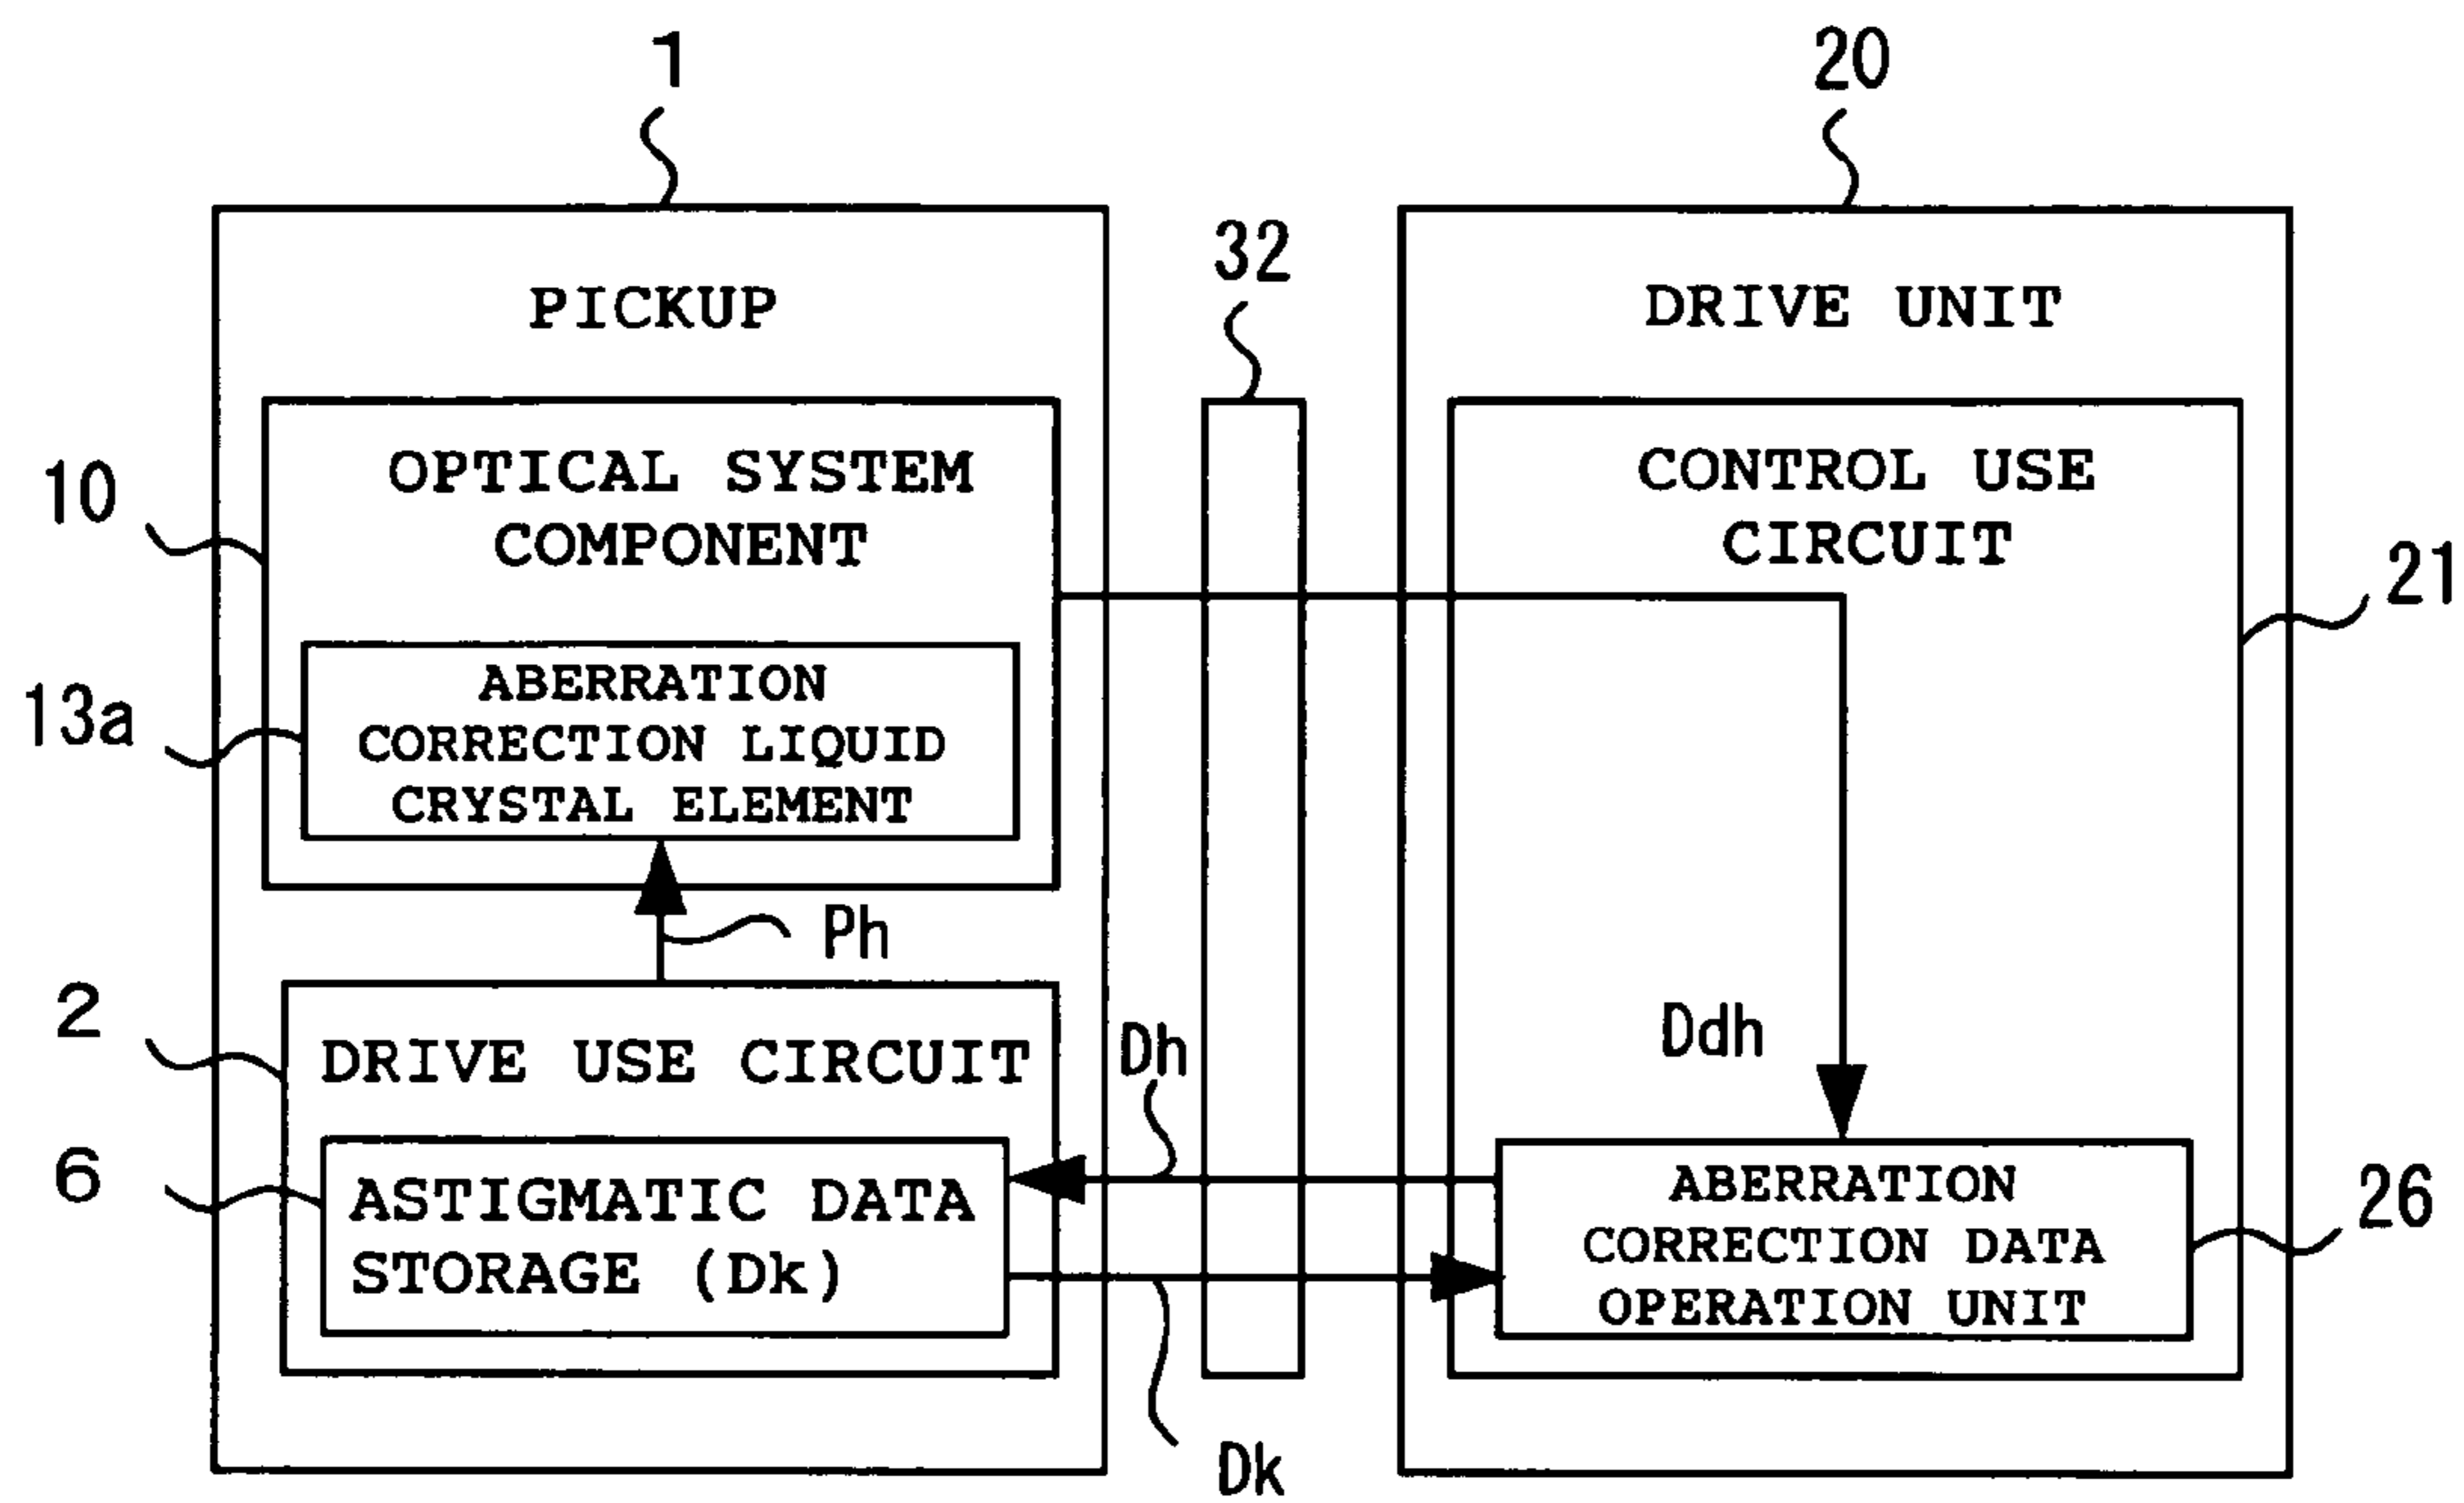 1
20
32
PICKUP
DRIVE UNIT
10
OPTICAL SYSTEM
COMPONENT
CONTROL USE
CIRCUIT
21
13a
ABERRATION
CORRECTION LIQUID
CRYSTAL ELEMENT
Ph
2
DRIVE USE CIRCUIT
Dh
Ddh
6
ASTIGMATIC DATA
STORAGE (Dk)
ABERRATION
CORRECTION DATA
OPERATION UNIT
26
Dk